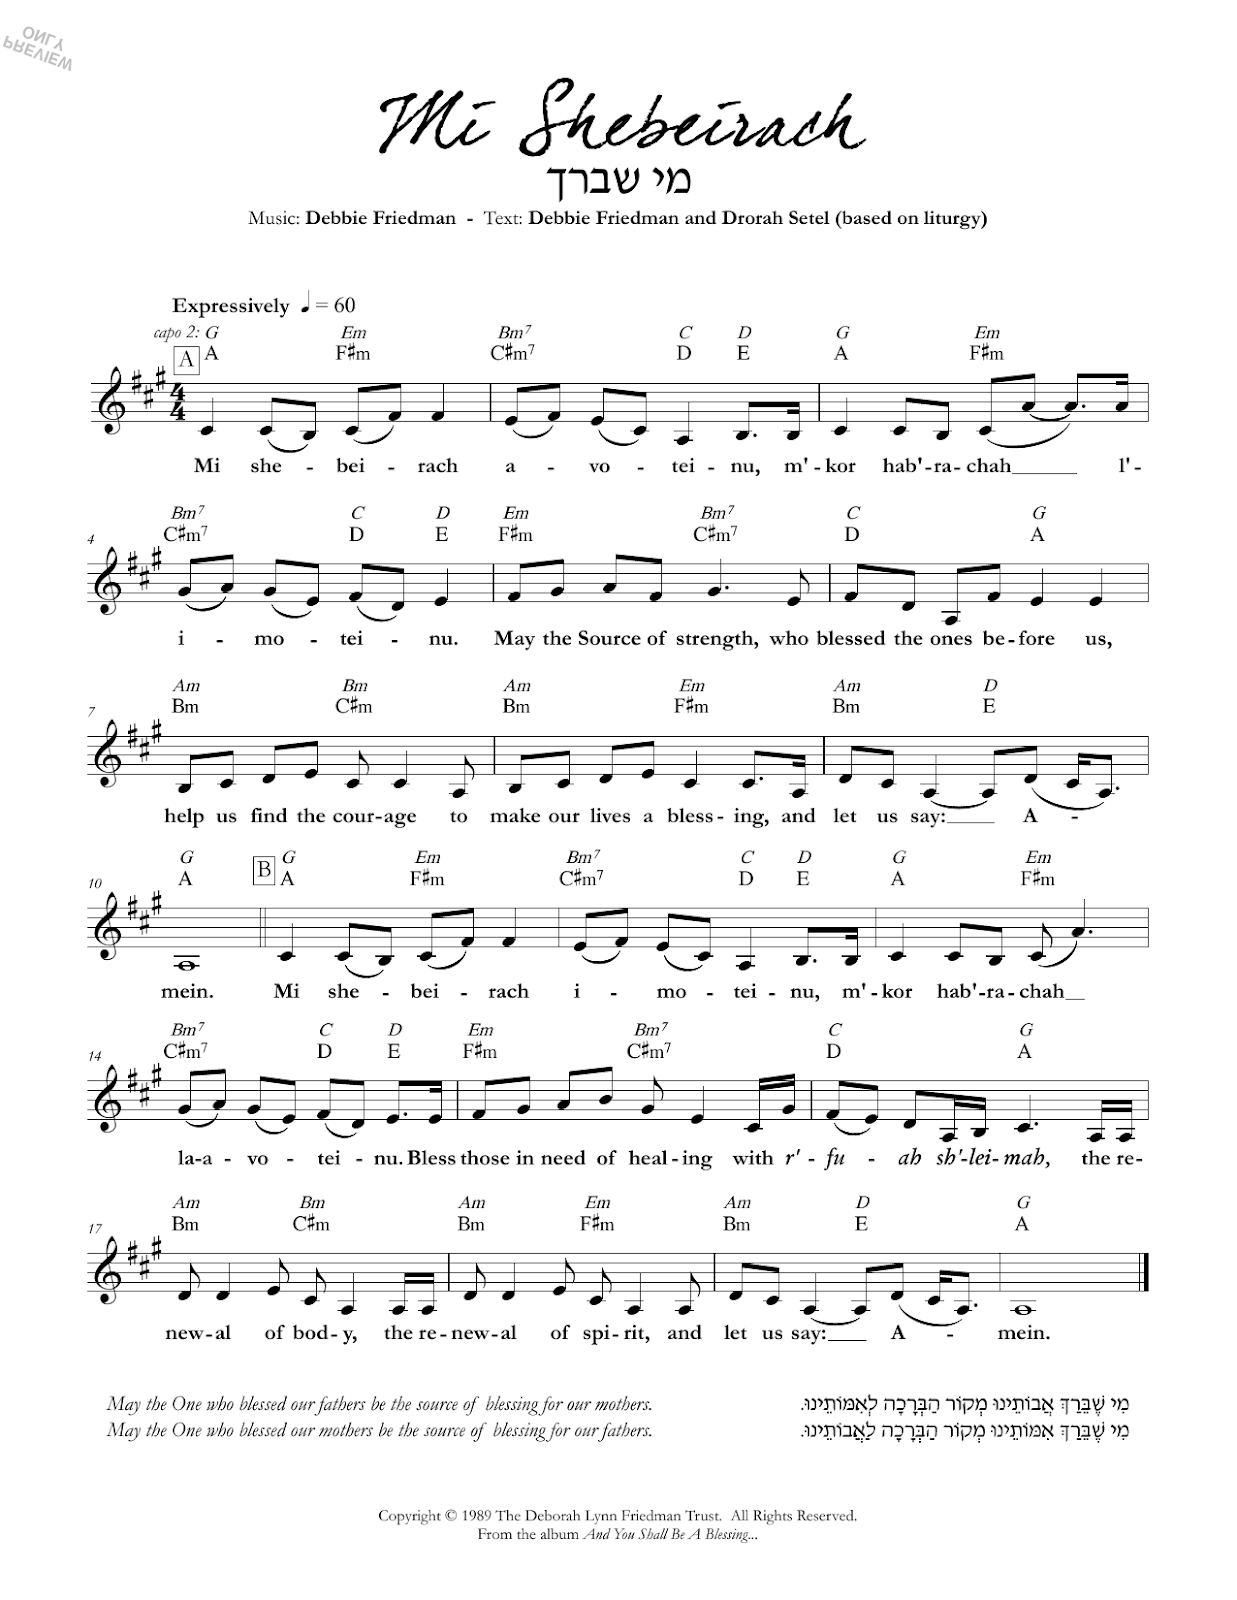 ONLY
PREVIEW
Mi Shebeirach
מי שברך
Music: Debbie Friedman - Text: Debbie Friedman and Drorah Setel (based on liturgy)
Expressively ♩ = 60
capo 2: G Em Bm7 C D G Em
A A F#m C#m7 D E A F#m
4/4
Mi she - bei - rach a - vo - tei - nu, m' - kor hab' - ra - chah____ l' -
Bm7 C D Em Bm7 C G
C#m7 D E F#m C#m7 D A
4
i - mo - tei - nu. May the Source of strength, who blessed the ones be - fore us,
Am Bm Am Em Am D
Bm C#m Bm F#m Bm E
7
help us find the cour - age to make our lives a bless - ing, and let us say:____ A -
G G Em Bm7 C D G Em
A B A F#m C#m7 D E A F#m
10
mein. Mi she - bei - rach i - mo - tei - nu, m' - kor hab' - ra - chah__
Bm7 C D Em Bm7 C G
C#m7 D E F#m C#m7 D A
14
la - a - vo - tei - nu. Bless those in need of heal - ing with r' - fu - ah sh' - lei - mah, the re -
Am Bm Am Em Am D G
Bm C#m Bm F#m Bm E A
17
new - al of bod - y, the re - new - al of spi - rit, and let us say:____ A - mein.
May the One who blessed our fathers be the source of blessing for our mothers. מִי שֶׁבֵּרַךְ אֲבוֹתֵינוּ מְקוֹר הַבְּרָכָה לְאִמּוֹתֵינוּ.
May the One who blessed our mothers be the source of blessing for our fathers. מִי שֶׁבֵּרַךְ אִמּוֹתֵינוּ מְקוֹר הַבְּרָכָה לַאֲבוֹתֵינוּ.
Copyright © 1989 The Deborah Lynn Friedman Trust. All Rights Reserved.
From the album And You Shall Be A Blessing...